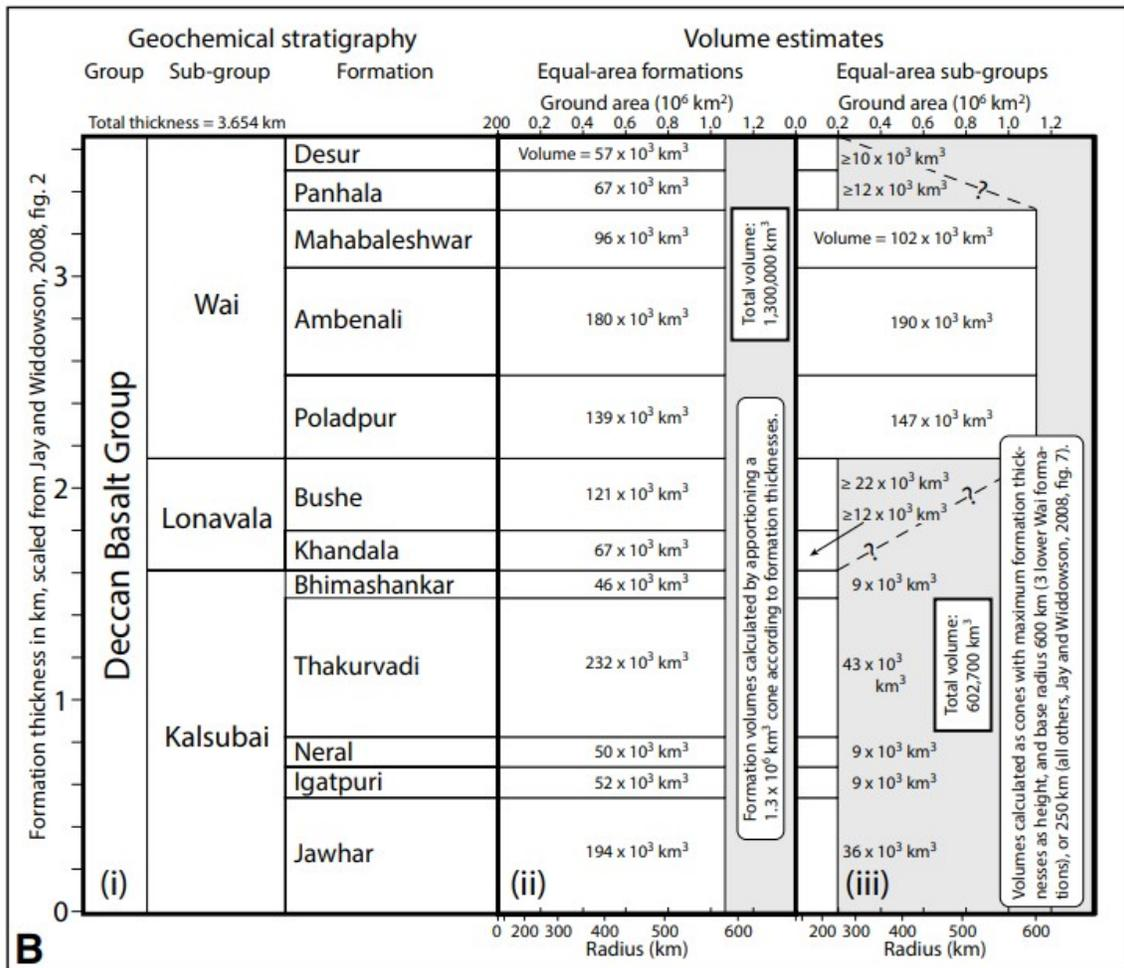 Geochemical stratigraphy
Volume estimates
Group Sub-group Formation
Equal-area formations
Equal-area sub-groups
Ground area (10⁶ km²)
Ground area (10⁶ km²)
Total thickness = 3.654 km
200 0.2 0.4 0.6 0.8 1.0 1.2 0.0 0.2 0.4 0.6 0.8 1.0 1.2
Formation thickness in km, scaled from Jay and Widdowson, 2008, fig. 2
3
2
1
0
Deccan Basalt Group
Wai
Lonavala
Kalsubai
Desur
Panhala
Mahabaleshwar
Ambenali
Poladpur
Bushe
Khandala
Bhimashankar
Thakurvadi
Neral
Igatpuri
Jawhar
(i)
Volume = 57 x 10³ km³
67 x 10³ km³
96 x 10³ km³
180 x 10³ km³
139 x 10³ km³
121 x 10³ km³
67 x 10³ km³
46 x 10³ km³
232 x 10³ km³
50 x 10³ km³
52 x 10³ km³
194 x 10³ km³
(ii)
Total volume:
1,300,000 km³
Formation volumes calculated by apportioning a
1.3 x 10⁶ km³ cone according to formation thicknesses.
≥10 x 10³ km³
≥12 x 10³ km³
?
Volume = 102 x 10³ km³
190 x 10³ km³
147 x 10³ km³
≥ 22 x 10³ km³
?
≥12 x 10³ km³
?
9 x 10³ km³
43 x 10³
km³
9 x 10³ km³
9 x 10³ km³
36 x 10³ km³
(iii)
Total volume:
602,700 km³
Volumes calculated as cones with maximum formation thick-
nesses as height, and base radius 600 km (3 lower Wai forma-
tions), or 250 km (all others, Jay and Widdowson, 2008, fig. 7).
0 200 300 400 500 600
Radius (km)
200 300 400 500 600
Radius (km)
B